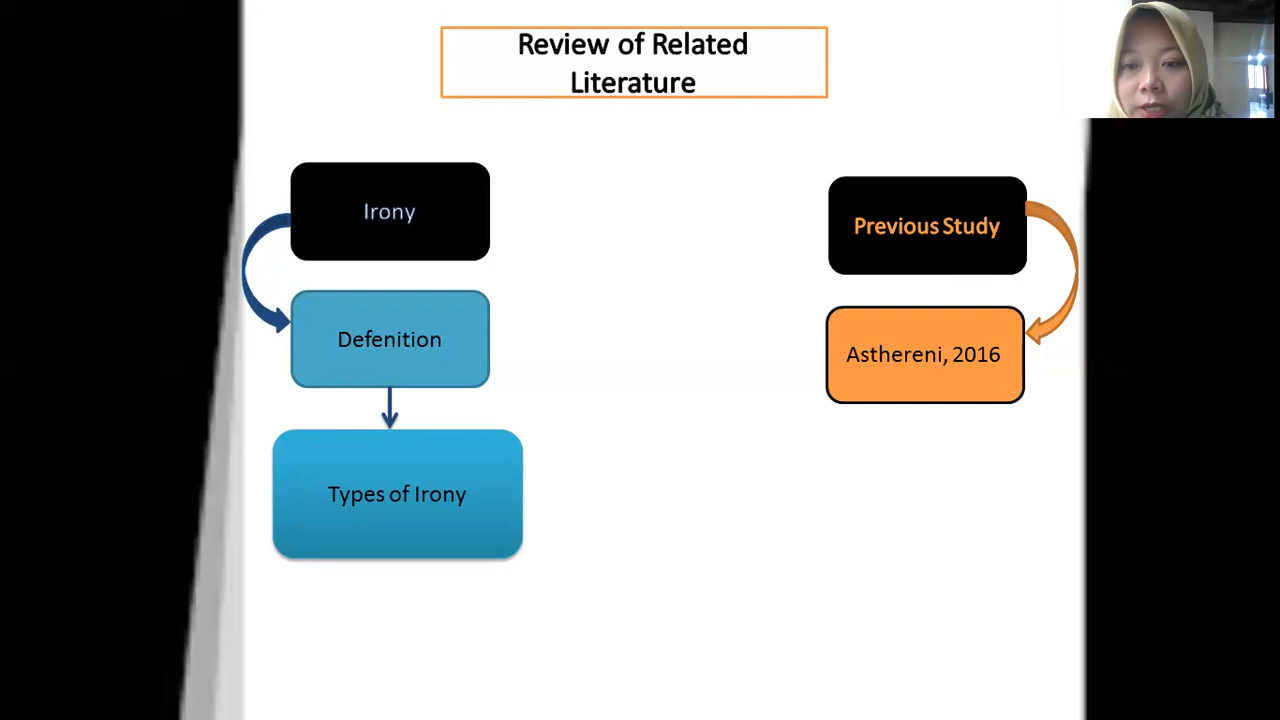 Review of Related
Literature
Irony
Defenition
Types of Irony
Previous Study
Asthereni, 2016